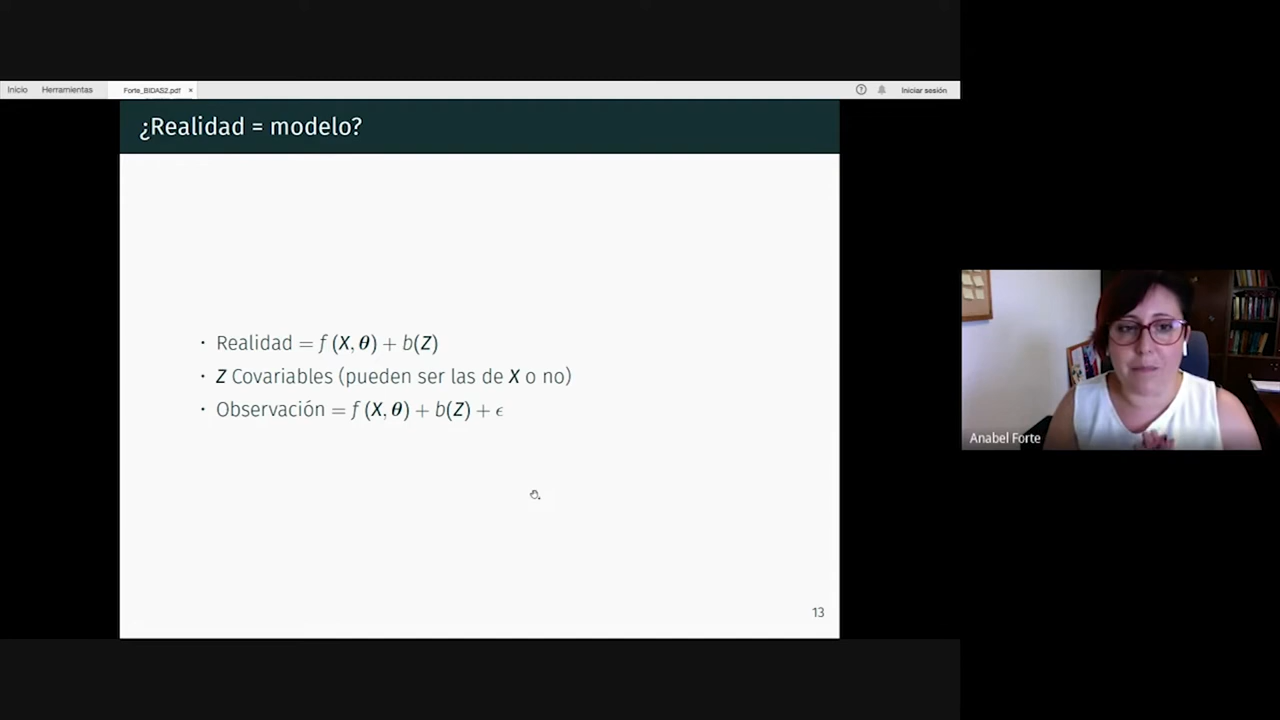 Inicio Herramientas Forte_BIDAS2.pdf × Iniciar sesión
¿Realidad = modelo?
· Realidad = f (X, θ) + b(Z)
· Z Covariables (pueden ser las de X o no)
· Observación = f (X, θ) + b(Z) + ϵ
13
Anabel Forte